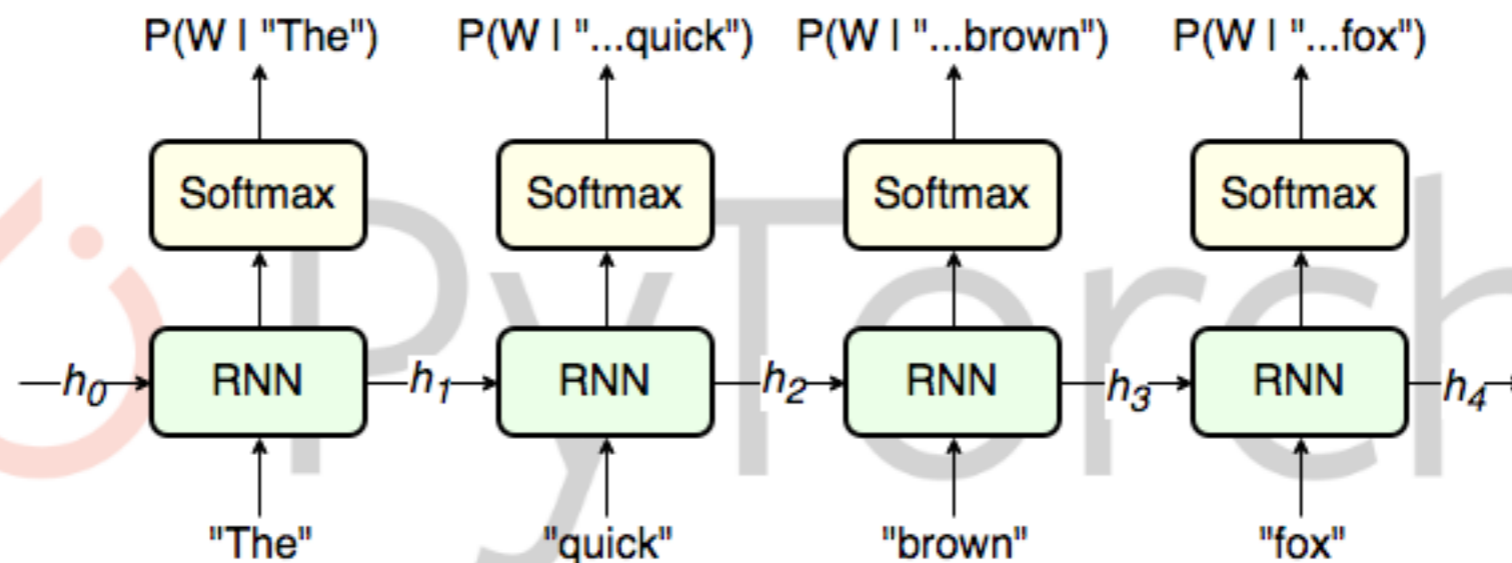 P(W | "The") P(W | "...quick") P(W | "...brown") P(W | "...fox")
Softmax Softmax Softmax Softmax
PyTorch
h0 RNN h1 RNN h2 RNN h3 RNN h4
"The" "quick" "brown" "fox"